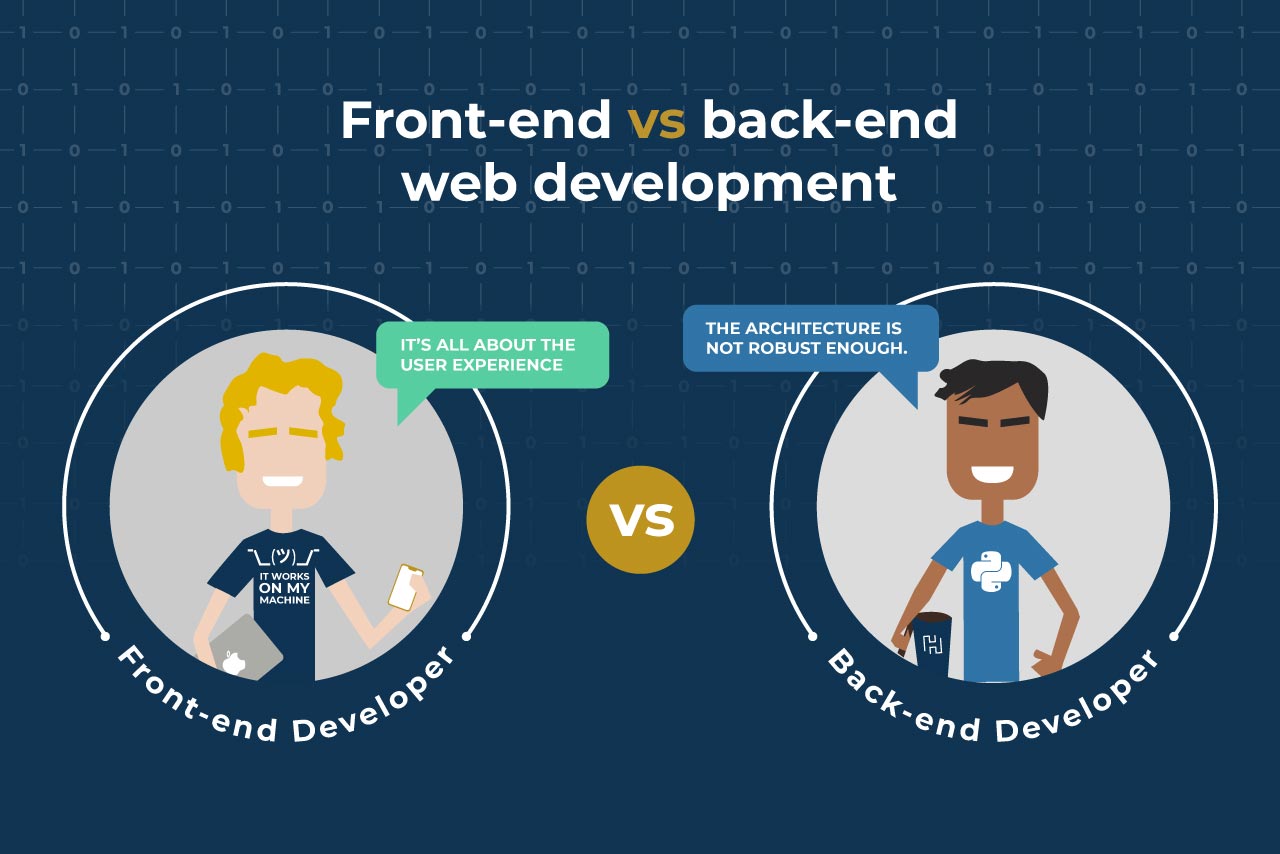 Front-end vs back-end
web development
IT'S ALL ABOUT THE
USER EXPERIENCE
THE ARCHITECTURE IS
NOT ROBUST ENOUGH.
VS
¯\_(ツ)_/¯
IT WORKS
ON MY
MACHINE
H
Front-end Developer
Back-end Developer